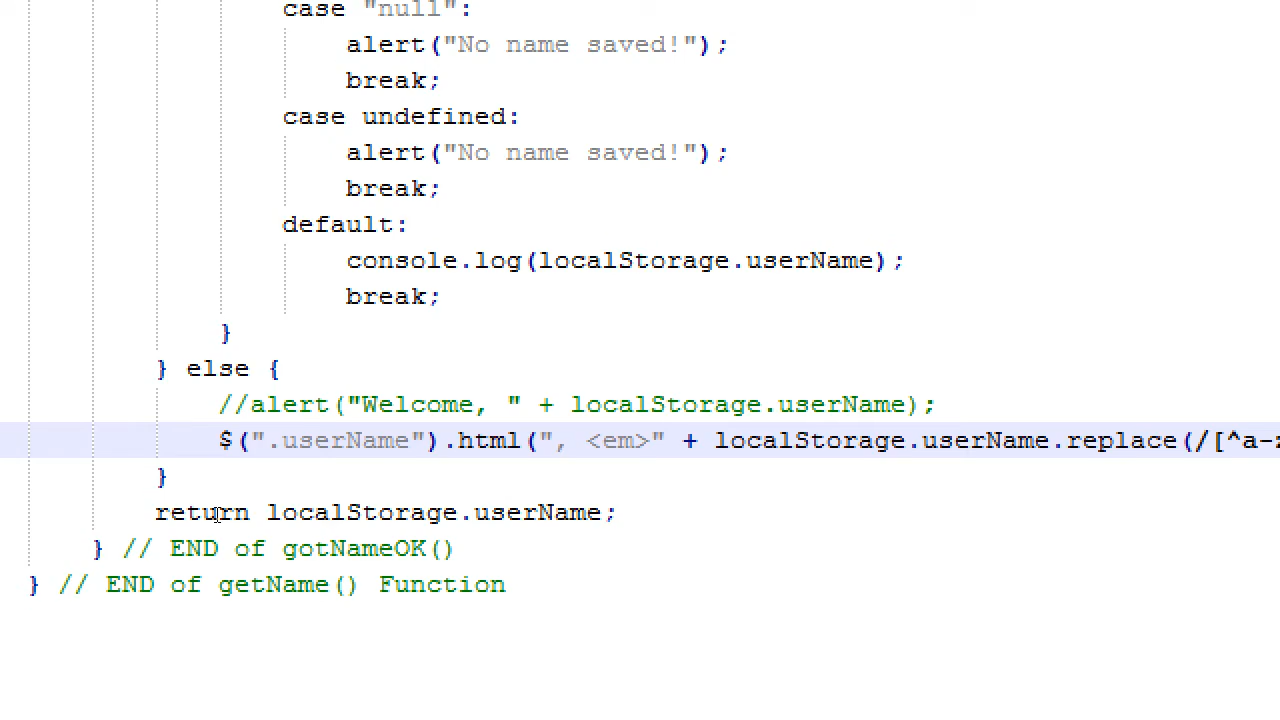 case "null":
alert("No name saved!");
break;
case undefined:
alert("No name saved!");
break;
default:
console.log(localStorage.userName);
break;
}
} else {
//alert("Welcome, " + localStorage.userName);
$(".userName").html(", <em>" + localStorage.userName.replace(/[^a-z
}
return localStorage.userName;
} // END of gotNameOK()
} // END of getName() Function